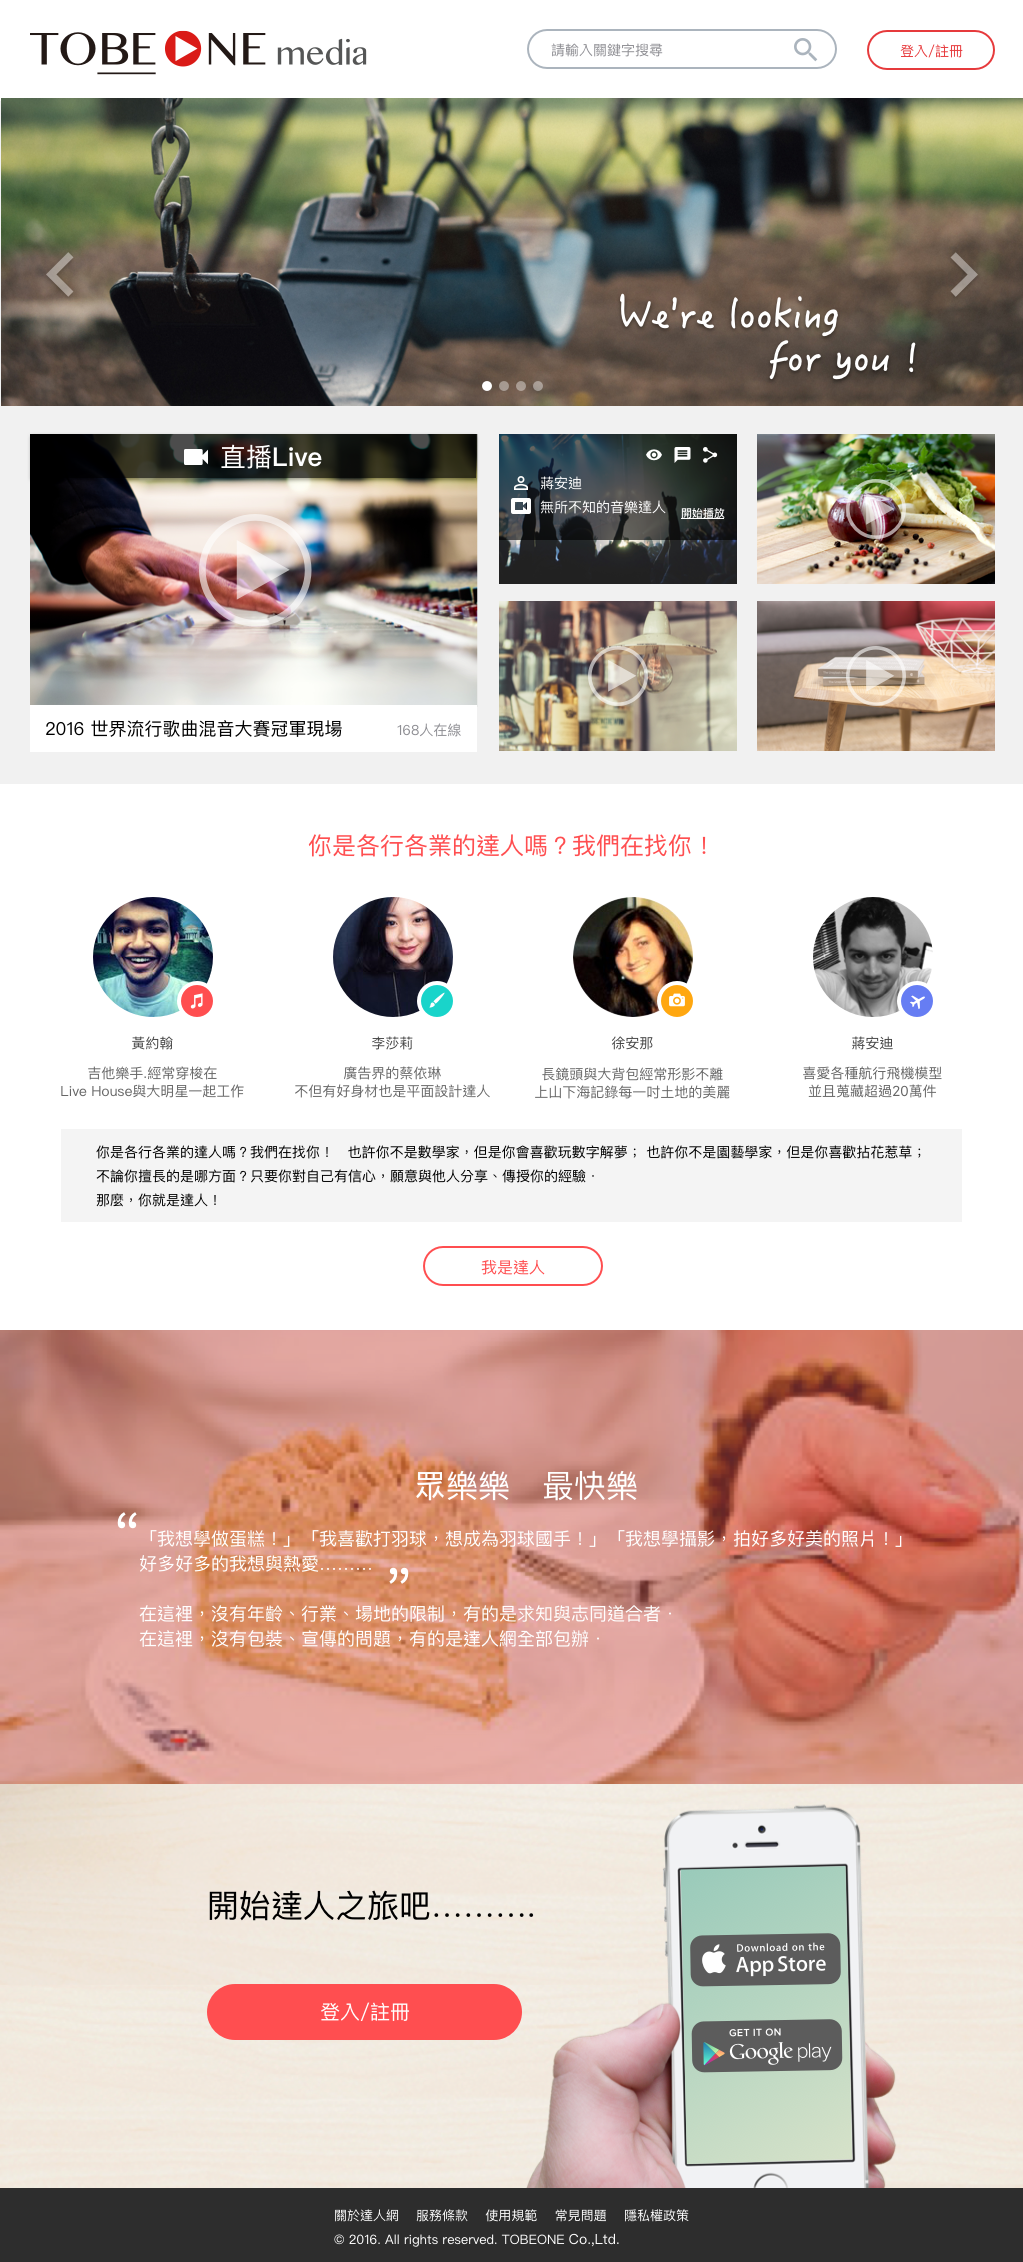 TOBEONE media
請輸入關鍵字搜尋
登入/註冊
We're looking
for you !
直播Live
蔣安迪
無所不知的音樂達人
開始播放
2016 世界流行歌曲混音大賽冠軍現場
168人在線
你是各行各業的達人嗎？我們在找你！
黃約翰
吉他樂手.經常穿梭在
Live House與大明星一起工作
李莎莉
廣告界的蔡依琳
不但有好身材也是平面設計達人
徐安那
長鏡頭與大背包經常形影不離
上山下海記錄每一吋土地的美麗
蔣安迪
喜愛各種航行飛機模型
並且蒐藏超過20萬件
你是各行各業的達人嗎？我們在找你！　也許你不是數學家，但是你會喜歡玩數字解夢； 也許你不是園藝學家，但是你喜歡拈花惹草；
不論你擅長的是哪方面？只要你對自己有信心，願意與他人分享、傳授你的經驗．
那麼，你就是達人！
我是達人
眾樂樂　最快樂
“「我想學做蛋糕！」「我喜歡打羽球，想成為羽球國手！」「我想學攝影，拍好多好美的照片！」
好多好多的我想與熱愛.........”
在這裡，沒有年齡、行業、場地的限制，有的是求知與志同道合者．
在這裡，沒有包裝、宣傳的問題，有的是達人網全部包辦．
開始達人之旅吧..........
登入/註冊
Download on the
App Store
GET IT ON
Google play
關於達人網 服務條款 使用規範 常見問題 隱私權政策
© 2016. All rights reserved. TOBEONE Co.,Ltd.